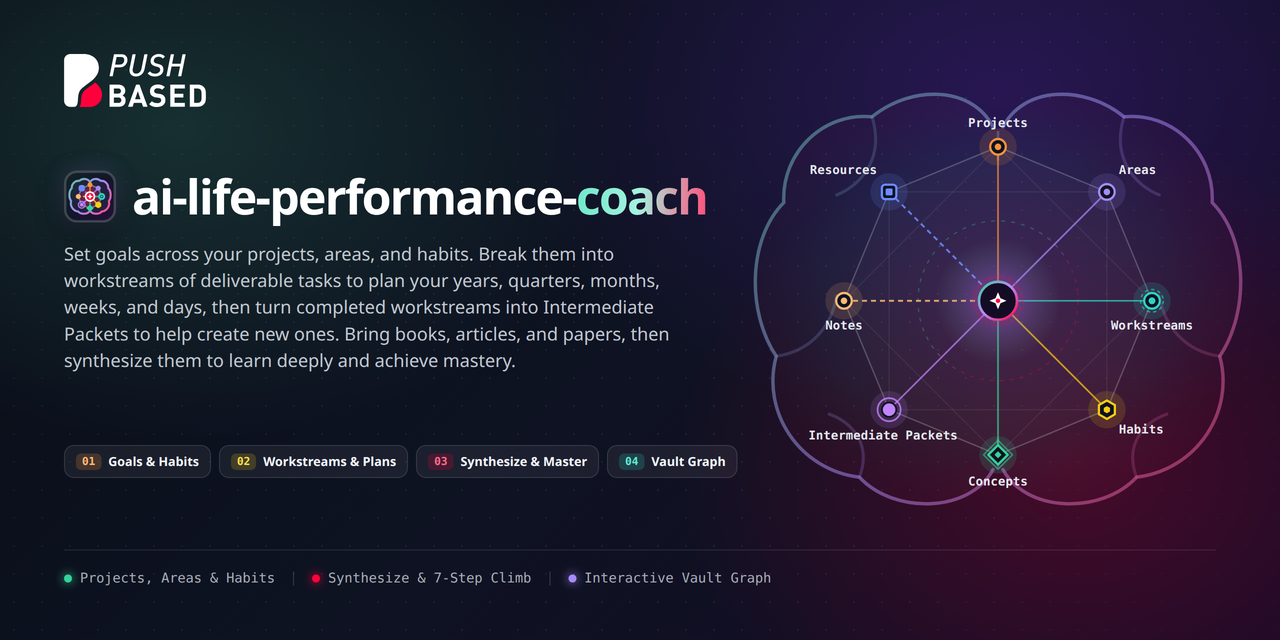 PUSH
BASED
ai-life-performance-coach
Set goals across your projects, areas, and habits. Break them into
workstreams of deliverable tasks to plan your years, quarters, months,
weeks, and days, then turn completed workstreams into Intermediate
Packets to help create new ones. Bring books, articles, and papers, then
synthesize them to learn deeply and achieve mastery.
01 Goals & Habits
02 Workstreams & Plans
03 Synthesize & Master
04 Vault Graph
Projects
Resources
Areas
Notes
Workstreams
Intermediate Packets
Habits
Concepts
Projects, Areas & Habits
Synthesize & 7-Step Climb
Interactive Vault Graph